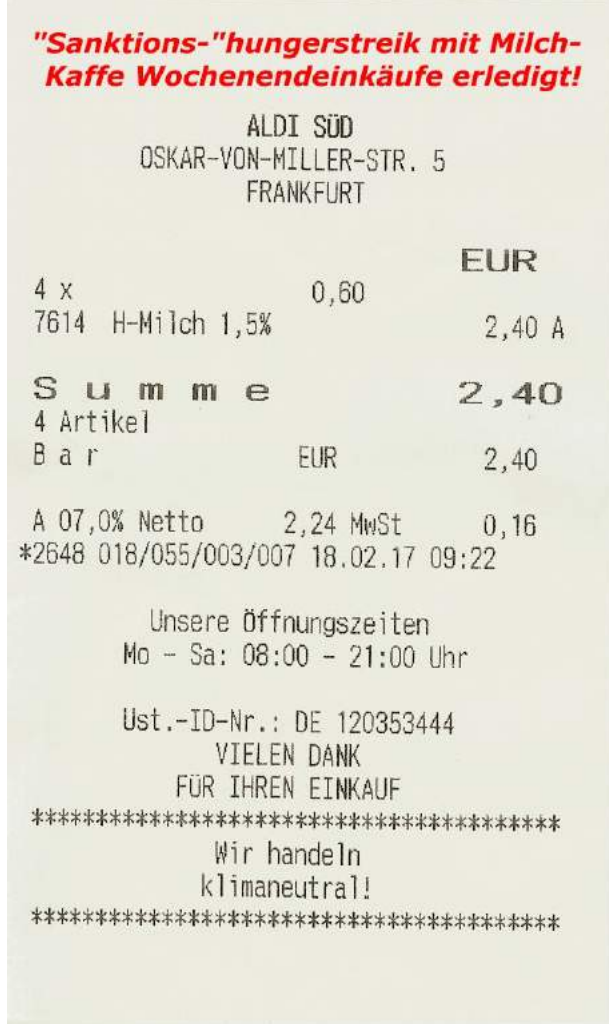 "Sanktions-"hungerstreik mit Milch-
Kaffe Wochenendeinkäufe erledigt!
ALDI SÜD
OSKAR-VON-MILLER-STR. 5
FRANKFURT
EUR
4 x 0,60
7614 H-Milch 1,5% 2,40 A
S u m m e 2,40
4 Artikel
B a r EUR 2,40
A 07,0% Netto 2,24 MwSt 0,16
*2648 018/055/003/007 18.02.17 09:22
Unsere Öffnungszeiten
Mo - Sa: 08:00 - 21:00 Uhr
Ust.-ID-Nr.: DE 120353444
VIELEN DANK
FÜR IHREN EINKAUF
*****************************************
Wir handeln
klimaneutral!
*****************************************